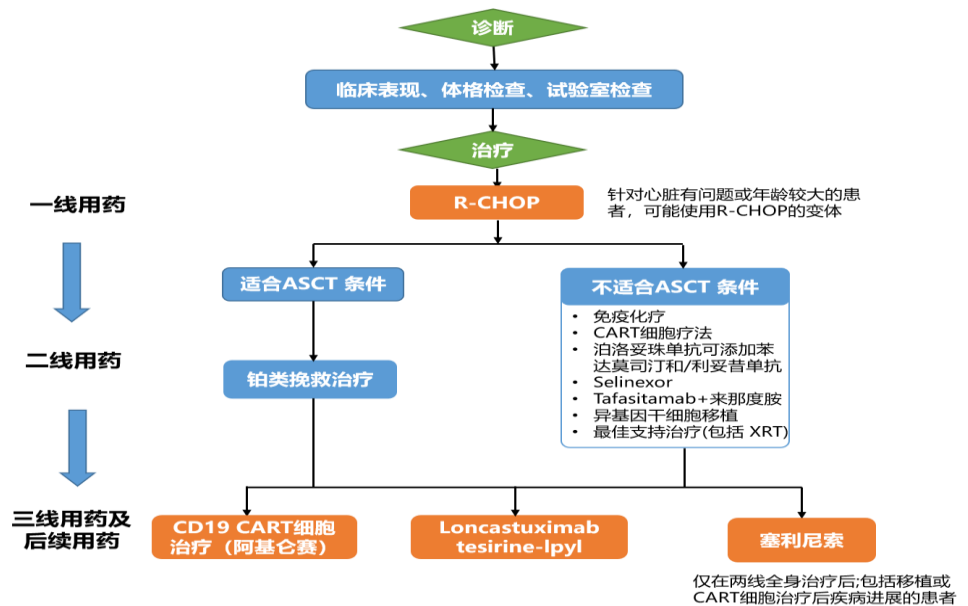 诊断
临床表现、体格检查、试验室检查
治疗
一线用药
R-CHOP
针对心脏有问题或年龄较大的患
者，可能使用R-CHOP的变体
适合ASCT 条件
不适合ASCT 条件
• 免疫化疗
• CART细胞疗法
• 泊洛妥珠单抗可添加苯
达莫司汀和/利妥昔单抗
• Selinexor
• Tafasitamab+来那度胺
• 异基因干细胞移植
• 最佳支持治疗(包括 XRT)
二线用药
铂类挽救治疗
三线用药及
后续用药
CD19 CART细胞
治疗（阿基仑赛）
Loncastuximab
tesirine-lpyl
塞利尼索
仅在两线全身治疗后;包括移植或
CART细胞治疗后疾病进展的患者